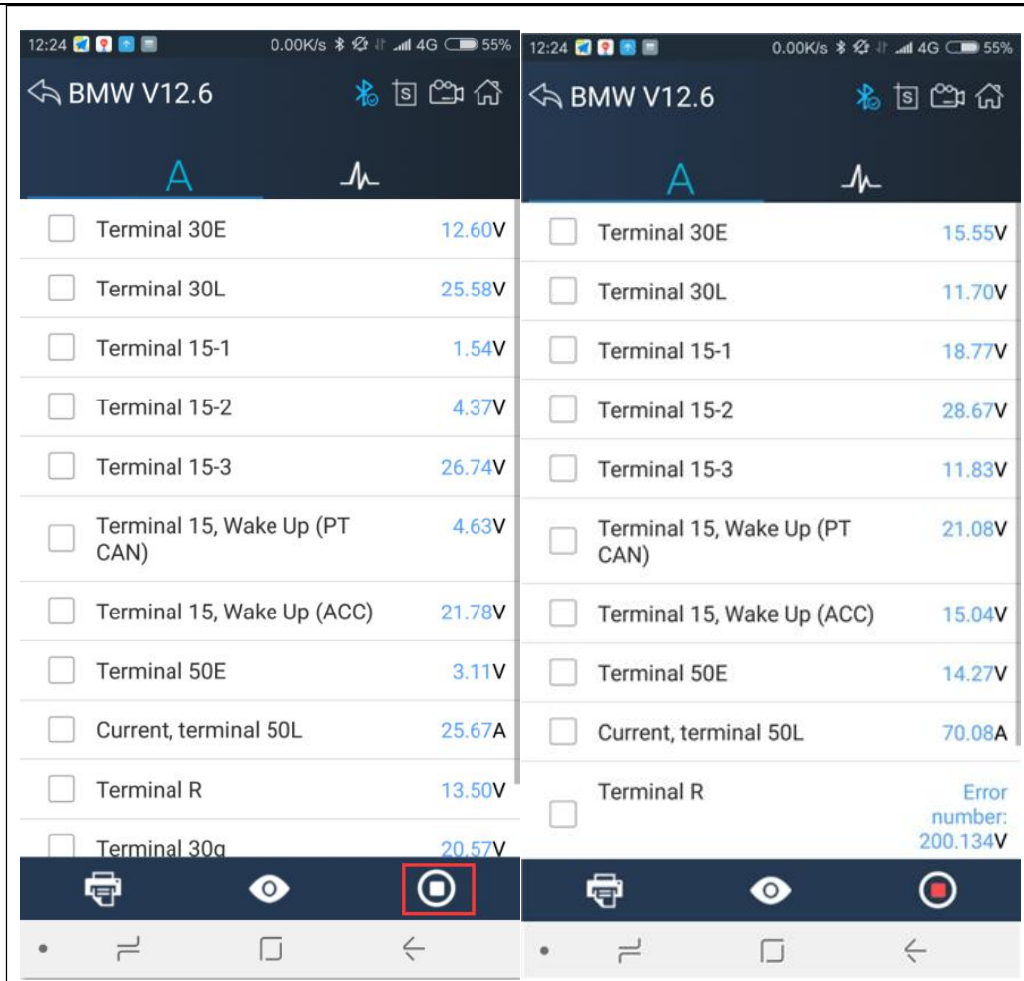 12:24 0.00K/s 4G 55%
BMW V12.6
S
A
Terminal 30E 12.60V
Terminal 30L 25.58V
Terminal 15-1 1.54V
Terminal 15-2 4.37V
Terminal 15-3 26.74V
Terminal 15, Wake Up (PT 4.63V
CAN)
Terminal 15, Wake Up (ACC) 21.78V
Terminal 50E 3.11V
Current, terminal 50L 25.67A
Terminal R 13.50V
Terminal 30g 20.57V
12:24 0.00K/s 4G 55%
BMW V12.6
S
A
Terminal 30E 15.55V
Terminal 30L 11.70V
Terminal 15-1 18.77V
Terminal 15-2 28.67V
Terminal 15-3 11.83V
Terminal 15, Wake Up (PT 21.08V
CAN)
Terminal 15, Wake Up (ACC) 15.04V
Terminal 50E 14.27V
Current, terminal 50L 70.08A
Terminal R Error
number:
200.134V